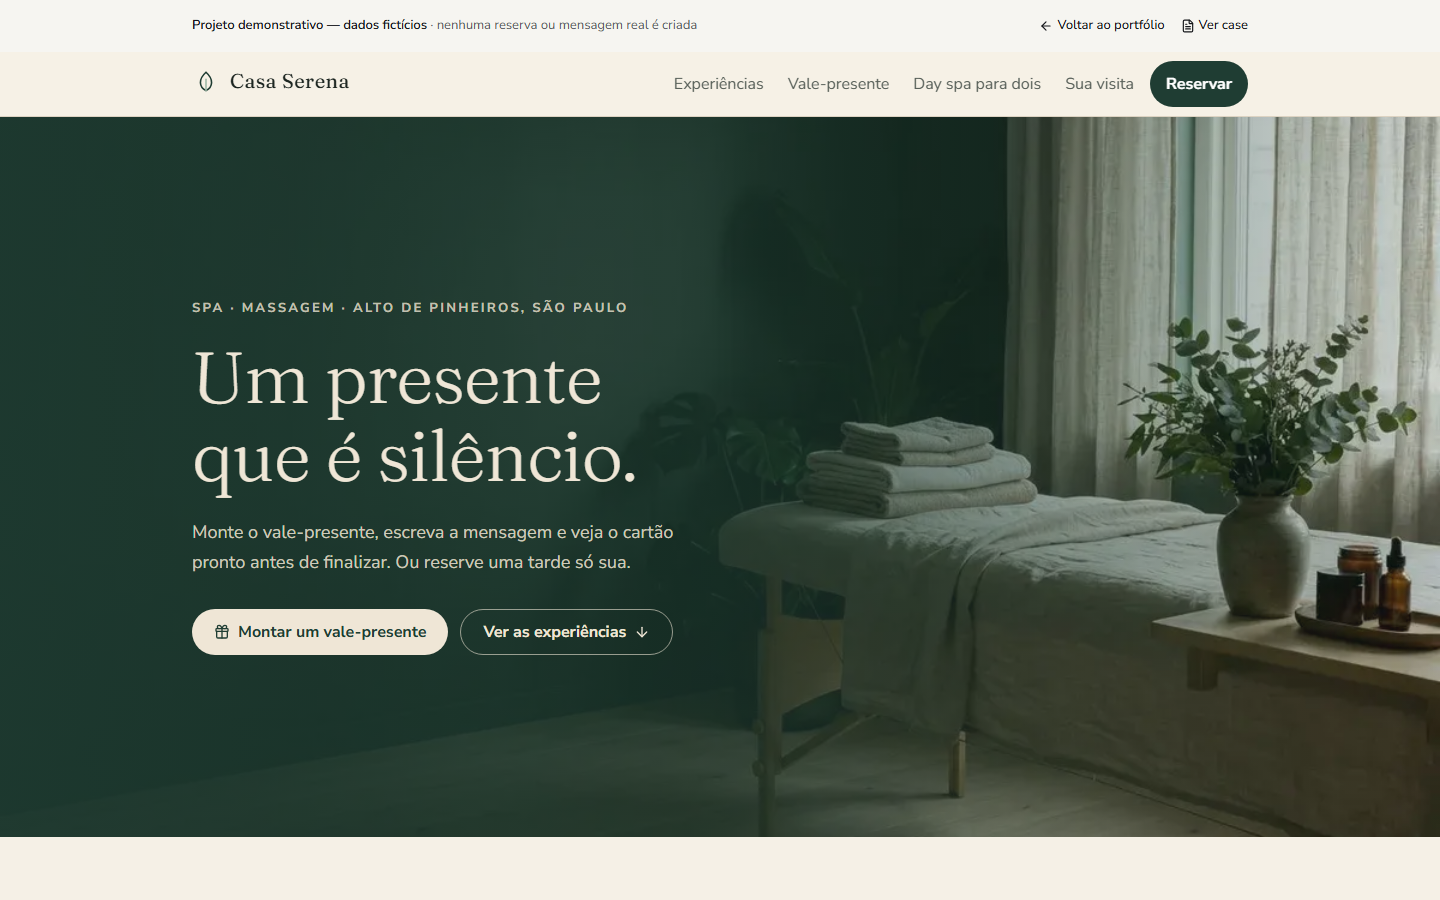 Projeto demonstrativo — dados fictícios · nenhuma reserva ou mensagem real é criada
Voltar ao portfólio
Ver case
Casa Serena
Experiências
Vale-presente
Day spa para dois
Sua visita
Reservar
SPA · MASSAGEM · ALTO DE PINHEIROS, SÃO PAULO
Um presente
que é silêncio.
Monte o vale-presente, escreva a mensagem e veja o cartão
pronto antes de finalizar. Ou reserve uma tarde só sua.
Montar um vale-presente
Ver as experiências